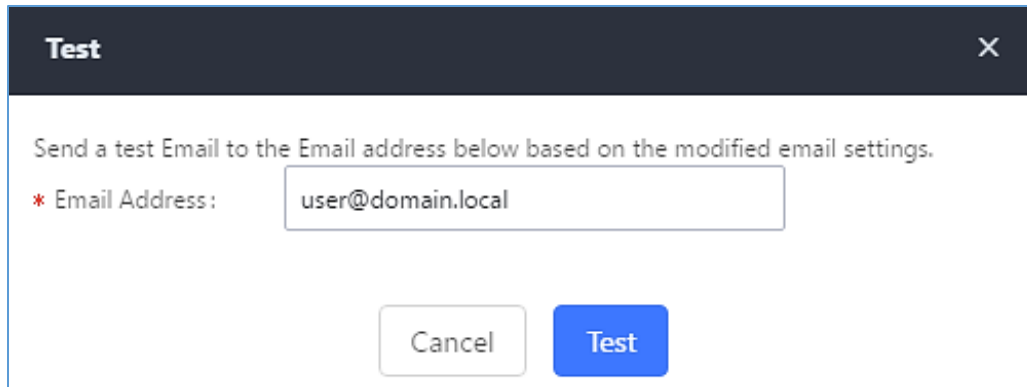 Test ×
Send a test Email to the Email address below based on the modified email settings.
* Email Address: user@domain.local
Cancel Test